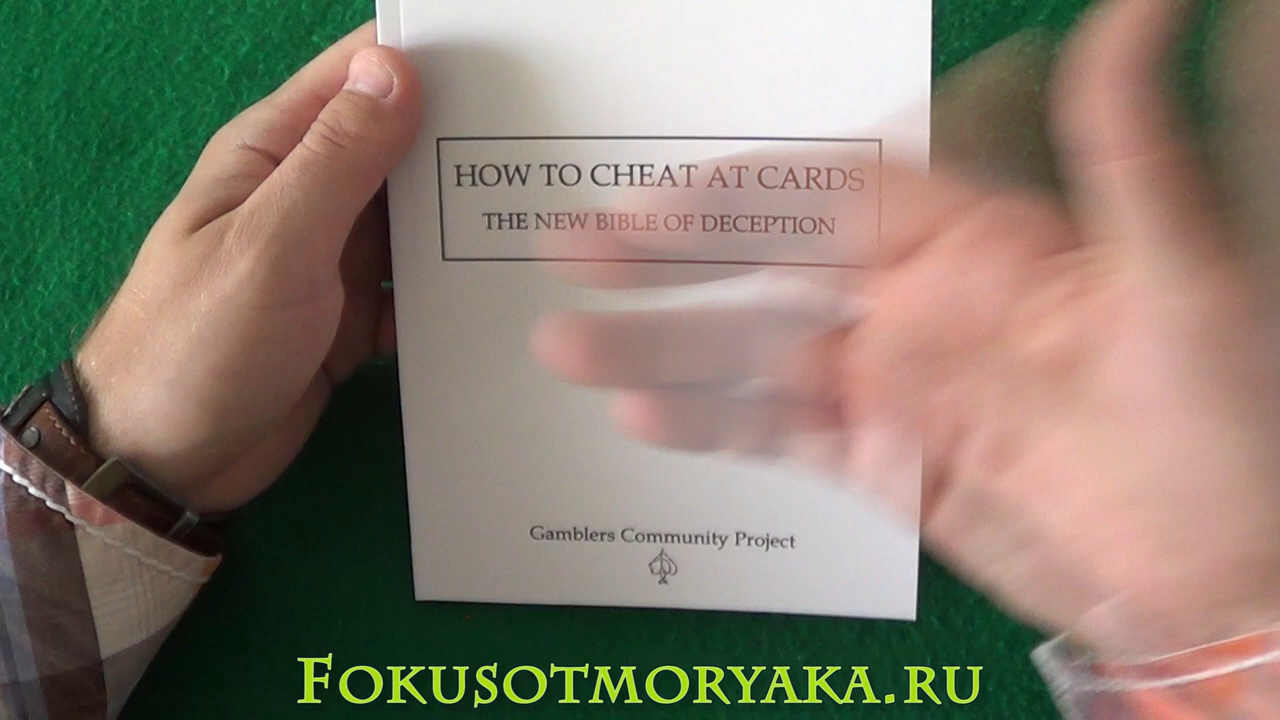 HOW TO CHEAT AT CARDS
THE NEW BIBLE OF DECEPTION
Gamblers Community Project
FOKUSOTMORYAKA.RU